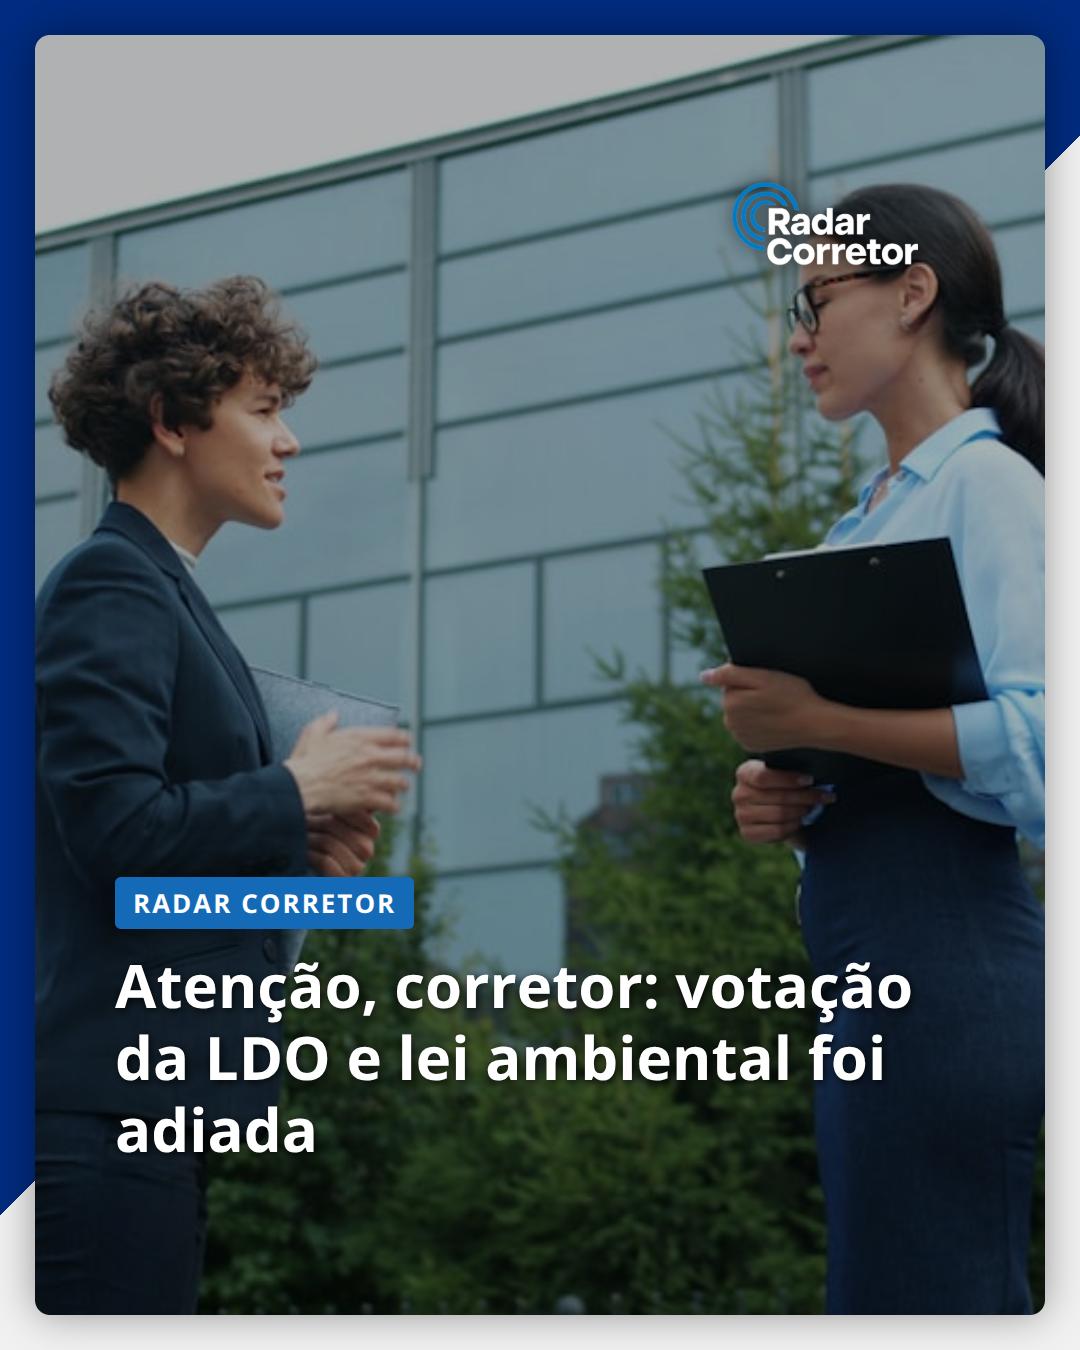 Radar
Corretor
RADAR CORRETOR
Atenção, corretor: votação
da LDO e lei ambiental foi
adiada